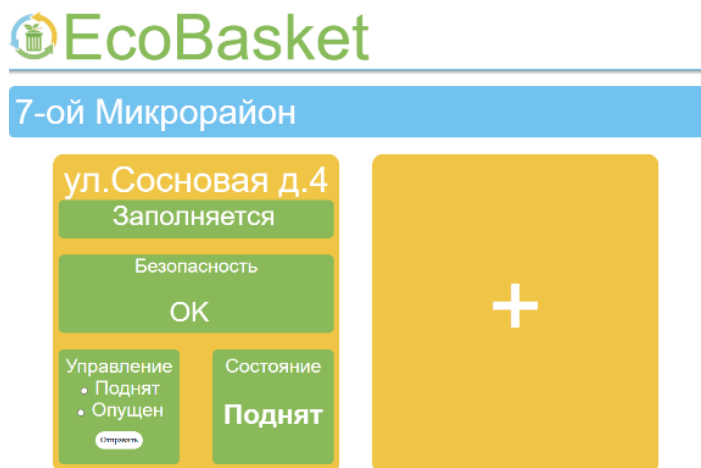 EcoBasket
7-ой Микрорайон
ул.Сосновая д.4
Заполняется
Безопасность
OK
+
Управление
Поднят
Опущен
Отправить
Состояние
Поднят